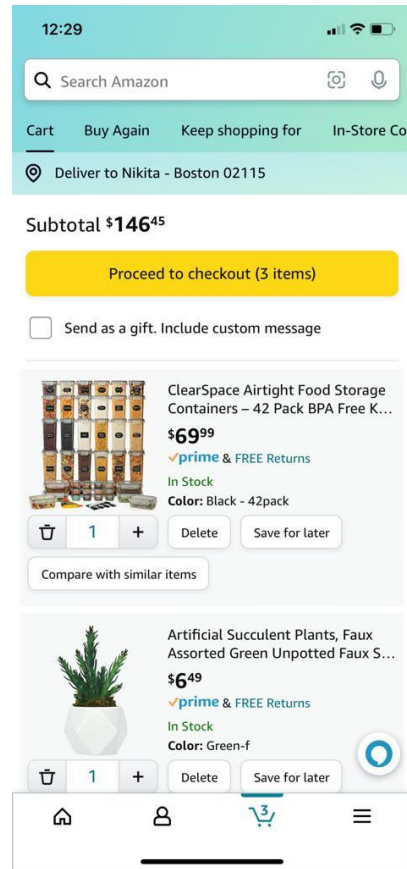 12:29
Search Amazon
Cart Buy Again Keep shopping for In-Store Co
Deliver to Nikita - Boston 02115
Subtotal $14645
Proceed to checkout (3 items)
Send as a gift. Include custom message
ClearSpace Airtight Food Storage
Containers – 42 Pack BPA Free K...
$6999
prime & FREE Returns
In Stock
Color: Black - 42pack
1 + Delete Save for later
Compare with similar items
Artificial Succulent Plants, Faux
Assorted Green Unpotted Faux S...
$649
prime & FREE Returns
In Stock
Color: Green-f
1 + Delete Save for later
3